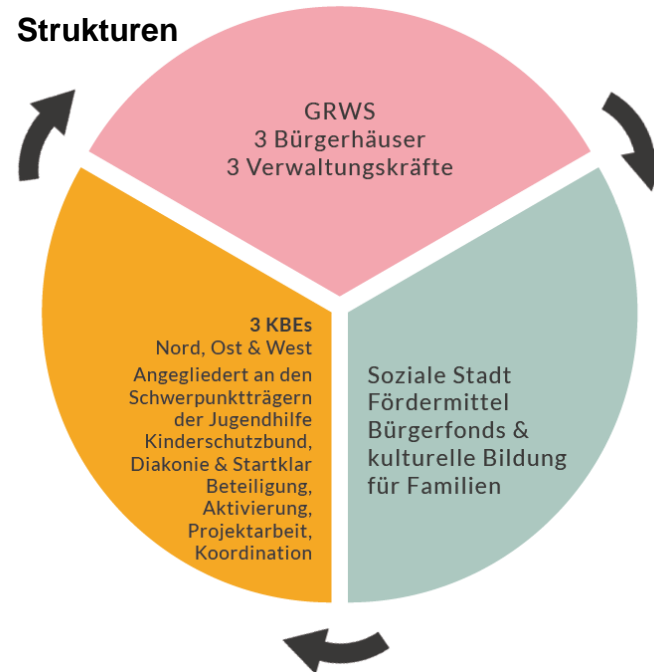 Strukturen
GRWS
3 Bürgerhäuser
3 Verwaltungskräfte
3 KBEs
Nord, Ost & West
Angegliedert an den
Schwerpunktträgern
der Jugendhilfe
Kinderschutzbund,
Diakonie & Startklar
Beteiligung,
Aktivierung,
Projektarbeit,
Koordination
Soziale Stadt
Fördermittel
Bürgerfonds &
kulturelle Bildung
für Familien